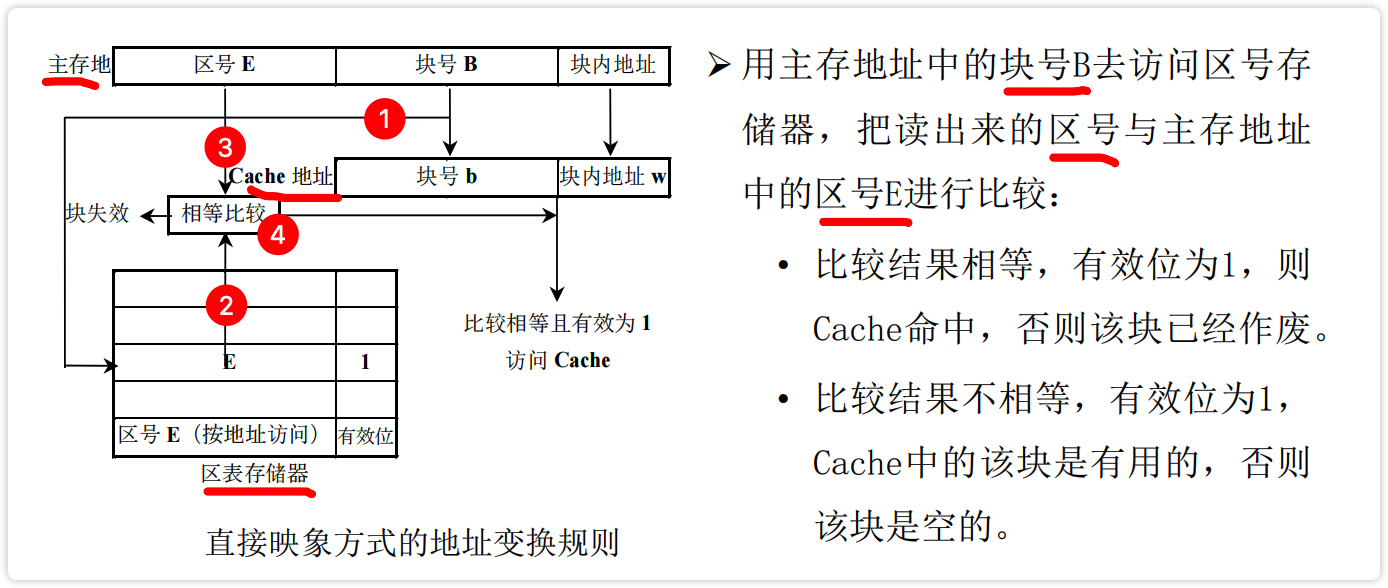 主存地
区号 E
块号 B
块内地址
1
3
Cache 地址
块号 b
块内地址 w
块失效
相等比较
4
2
比较相等且有效为 1
访问 Cache
E
1
区号 E（按地址访问）
有效位
区表存储器
直接映象方式的地址变换规则
➢ 用主存地址中的块号B去访问区号存
储器，把读出来的区号与主存地址
中的区号E进行比较：
• 比较结果相等，有效位为1，则
Cache命中，否则该块已经作废。
• 比较结果不相等，有效位为1，
Cache中的该块是有用的，否则
该块是空的。